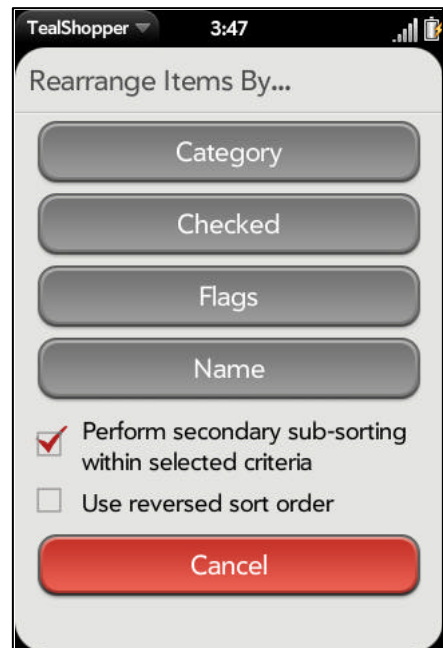 TealShopper 3:47
Rearrange Items By...
Category
Checked
Flags
Name
Perform secondary sub-sorting
within selected criteria
Use reversed sort order
Cancel